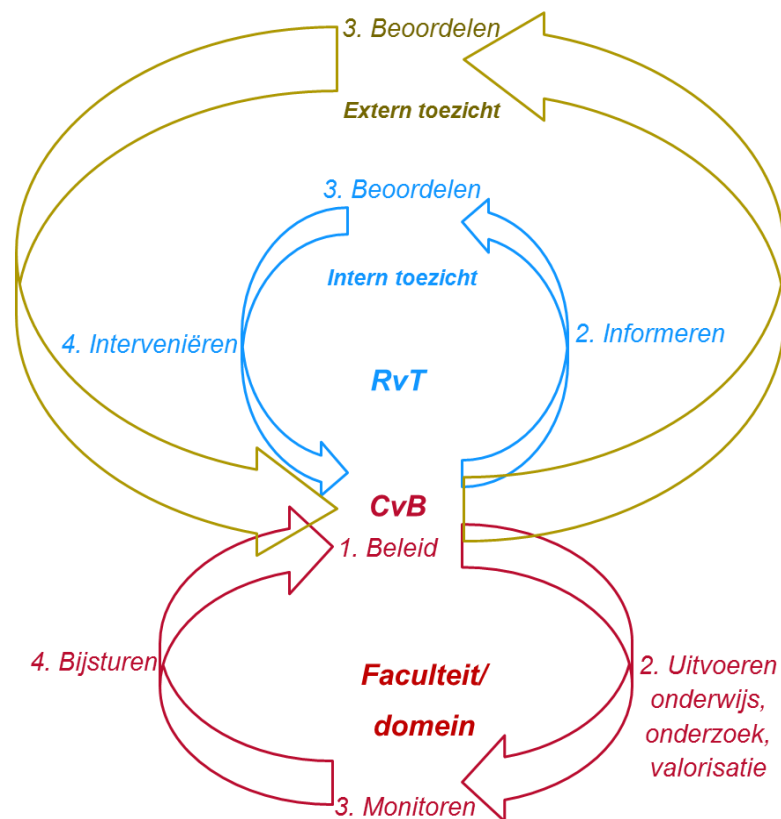 3. Beoordelen
Extern toezicht
3. Beoordelen
Intern toezicht
4. Interveniëren
2. Informeren
RvT
CvB
1. Beleid
4. Bijsturen
Faculteit/
domein
2. Uitvoeren
onderwijs,
onderzoek,
valorisatie
3. Monitoren